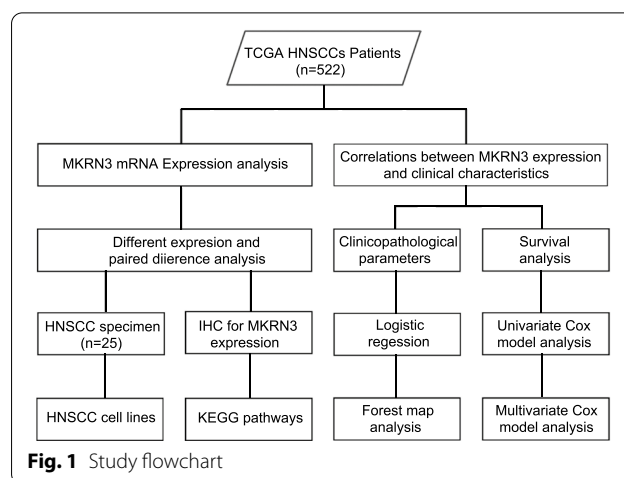 TCGA HNSCCs Patients
(n=522)
MKRN3 mRNA Expression analysis
Correlations between MKRN3 expression
and clinical characteristics
Different expresion and
paired diierence analysis
Clinicopathological
parameters
Survival
analysis
HNSCC specimen
(n=25)
IHC for MKRN3
expression
Logistic
regession
Univariate Cox
model analysis
HNSCC cell lines
KEGG pathways
Forest map
analysis
Multivariate Cox
model analysis
Fig. 1 Study flowchart